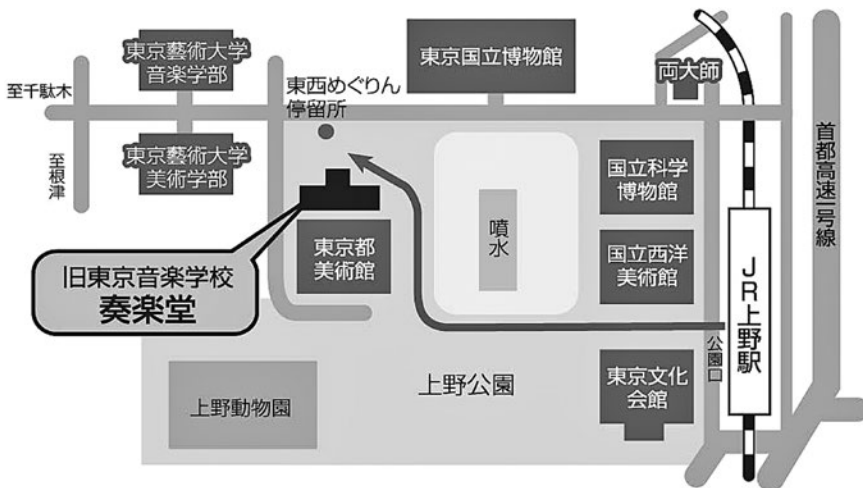 東京藝術大学
音楽学部
東京国立博物館
両大師
至千駄木
東西めぐりん
停留所
東京藝術大学
美術学部
至根津
国立科学
博物館
首都高速一号線
噴水
東京都
美術館
国立西洋
美術館
旧東京音楽学校
奏楽堂
JR上野駅
公園口
上野公園
東京文化
会館
上野動物園